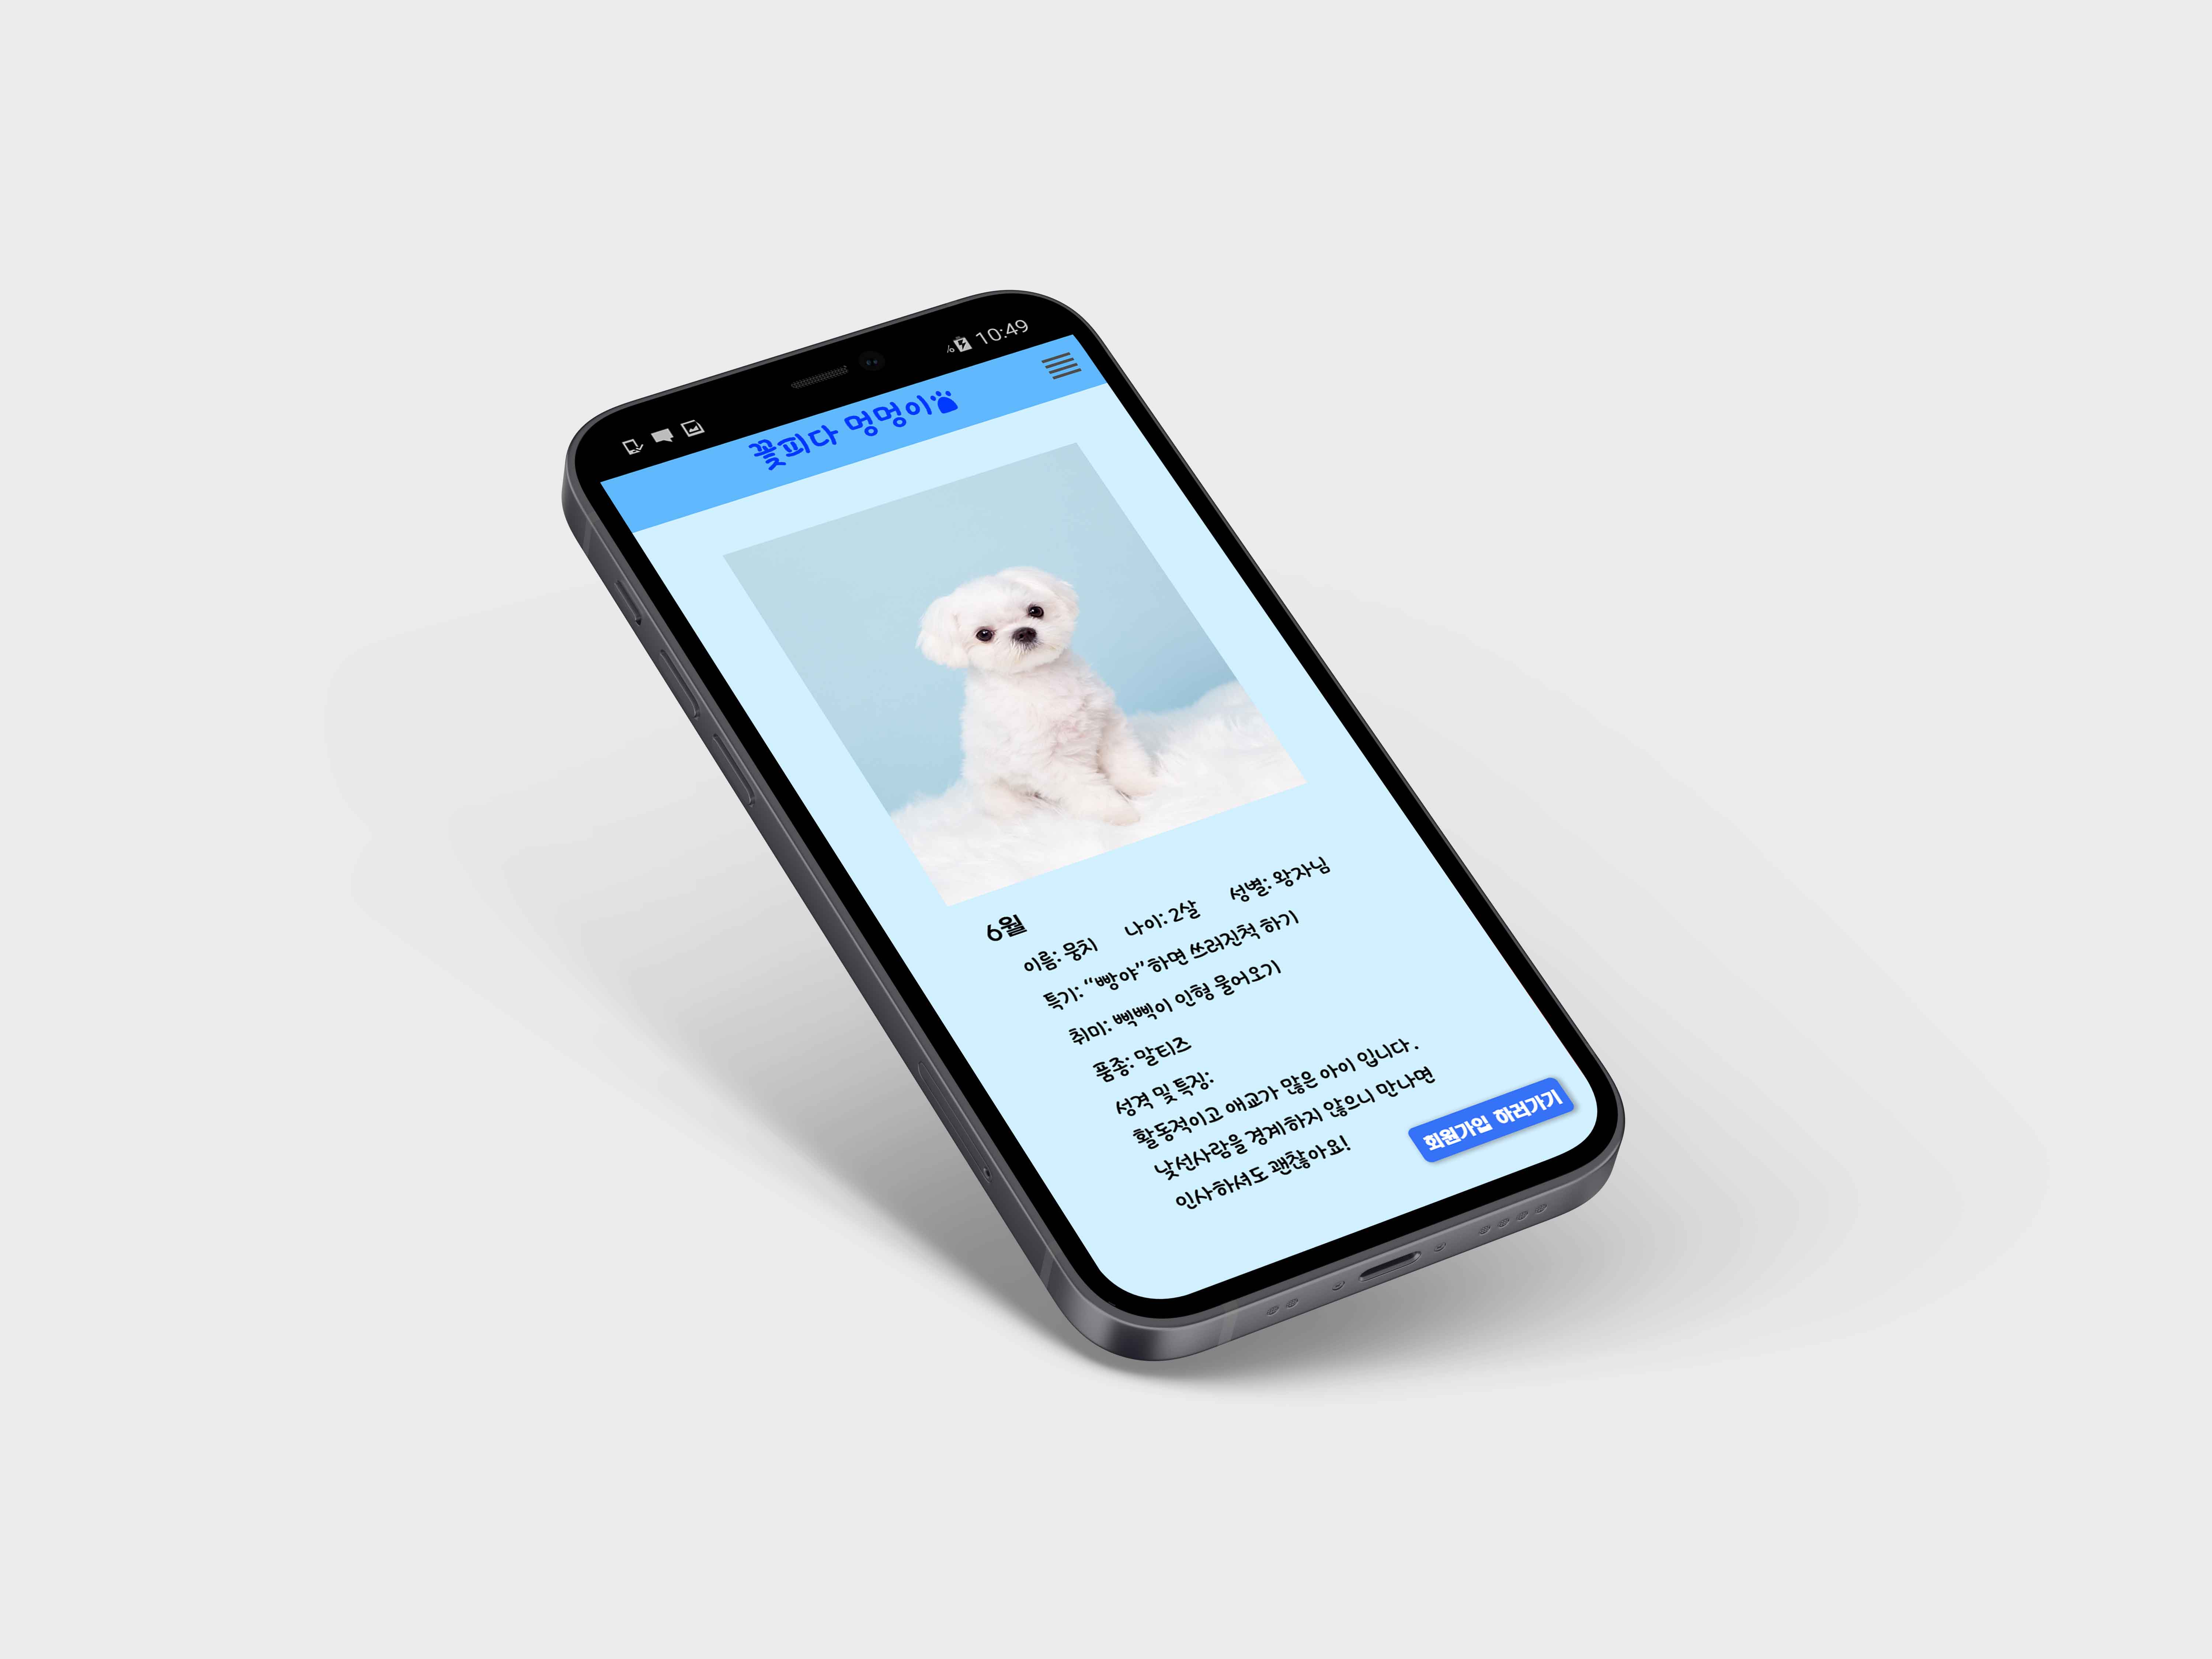 10:49
꽃피다 멍멍이
6월
이름: 뭉치 나이: 2살 성별: 왕자님
특기: “빵야”하면 쓰러진척 하기
취미: 삑삑이 인형 물어오기
품종: 말티즈
성격 및 특징:
활동적이고 애교가 많은 아이 입니다.
낯선사람을 경계하지 않으니 만나면
인사하셔도 괜찮아요!
회원가입 하러가기